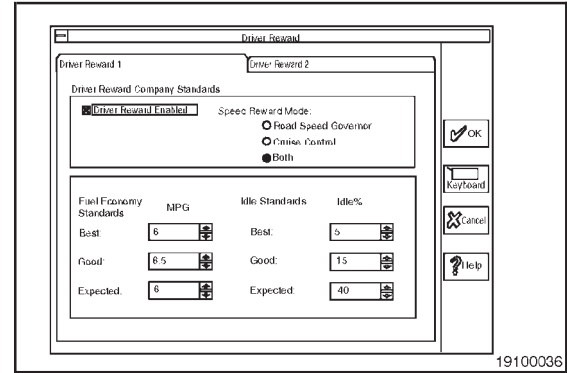 Driver Reward
Driver Reward 1
Driver Reward 2
Driver Reward Company Standards
Driver Reward Enabled
Speed Reward Mode:
Road Speed Governor
Cruise Control
Both
Fuel Economy Standards
MPG
Best: 6
Good: 6.5
Expected: 6
Idle Standards
Idle%
Best: 5
Good: 15
Expected: 40
OK
Keyboard
Cancel
Help
19100036